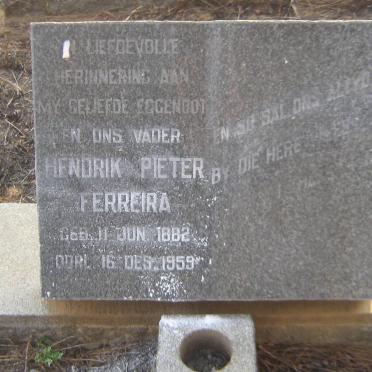 IN LIEFDEVOLLE
HERINNERING AAN
MY GELIEFDE EGGENOOT
EN ONS VADER
HENDRIK PIETER
FERREIRA
GEB. 11 JUN. 1882
OORL. 16 DES. 1959
EN SO SAL ONS ALTYD
BY DIE HERE